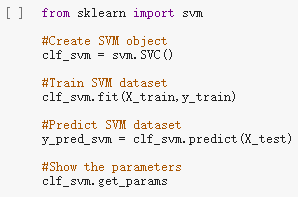 [ ] from sklearn import svm
#Create SVM object
clf_svm = svm.SVC()
#Train SVM dataset
clf_svm.fit(X_train,y_train)
#Predict SVM dataset
y_pred_svm = clf_svm.predict(X_test)
#Show the parameters
clf_svm.get_params